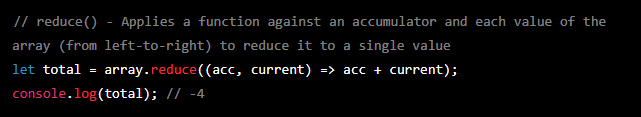 // reduce() - Applies a function against an accumulator and each value of the
array (from left-to-right) to reduce it to a single value
let total = array.reduce((acc, current) => acc + current);
console.log(total); // -4